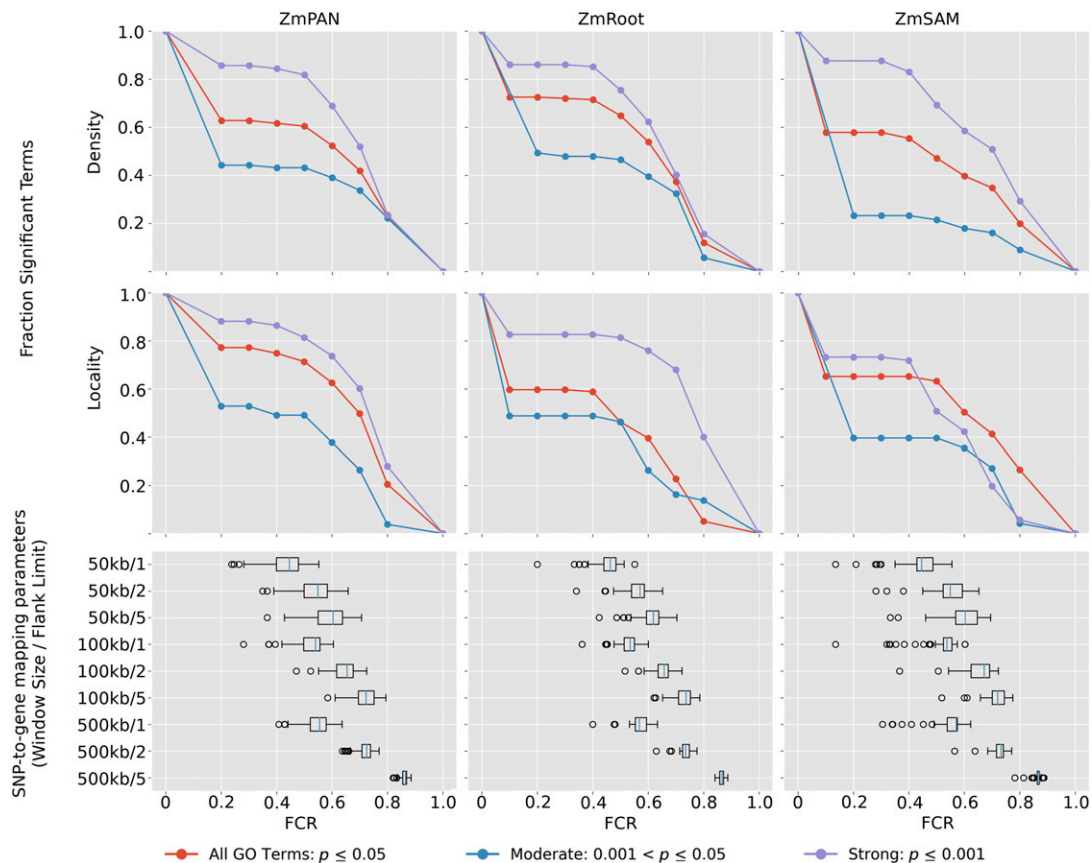 ZmPAN ZmRoot ZmSAM
Fraction Significant Terms
Density
1.0
0.8
0.6
0.4
0.2
Locality
1.0
0.8
0.6
0.4
0.2
SNP-to-gene mapping parameters
(Window Size / Flank Limit)
50kb/1
50kb/2
50kb/5
100kb/1
100kb/2
100kb/5
500kb/1
500kb/2
500kb/5
0 0.2 0.4 0.6 0.8 1.0 0 0.2 0.4 0.6 0.8 1.0 0 0.2 0.4 0.6 0.8 1.0
FCR FCR FCR
All GO Terms: p ≤ 0.05 Moderate: 0.001 < p ≤ 0.05 Strong: p ≤ 0.001